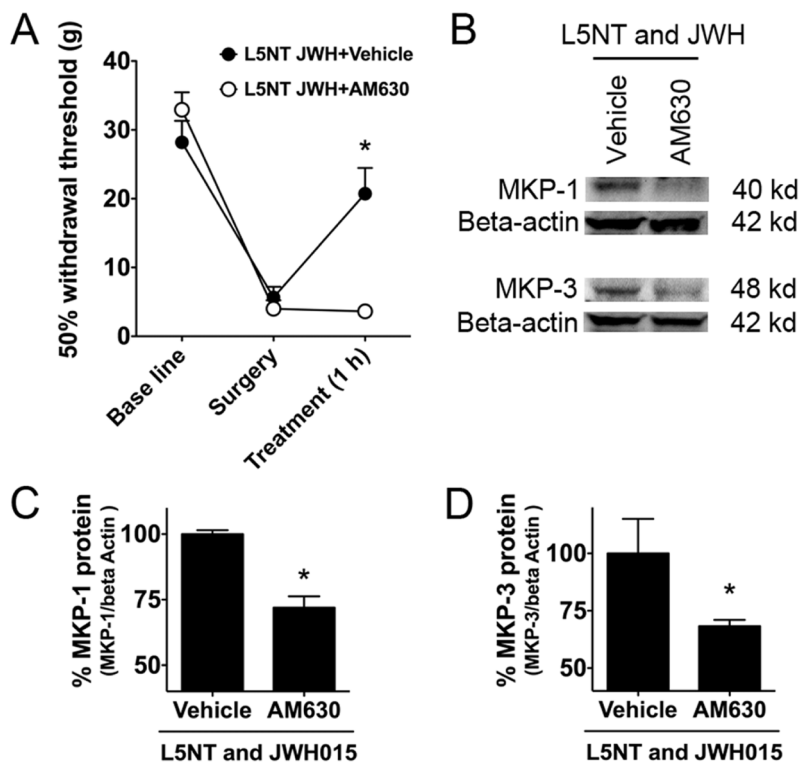 A
50% withdrawal threshold (g)
40
30
20
10
0
L5NT JWH+Vehicle
L5NT JWH+AM630
*
Base line
Surgery
Treatment (1 h)
B
L5NT and JWH
Vehicle
AM630
MKP-1 40 kd
Beta-actin 42 kd
MKP-3 48 kd
Beta-actin 42 kd
C
% MKP-1 protein
(MKP-1/beta Actin )
100
75
50
*
Vehicle AM630
L5NT and JWH015
D
% MKP-3 protein
(MKP-3/beta Actin )
100
75
50
*
Vehicle AM630
L5NT and JWH015